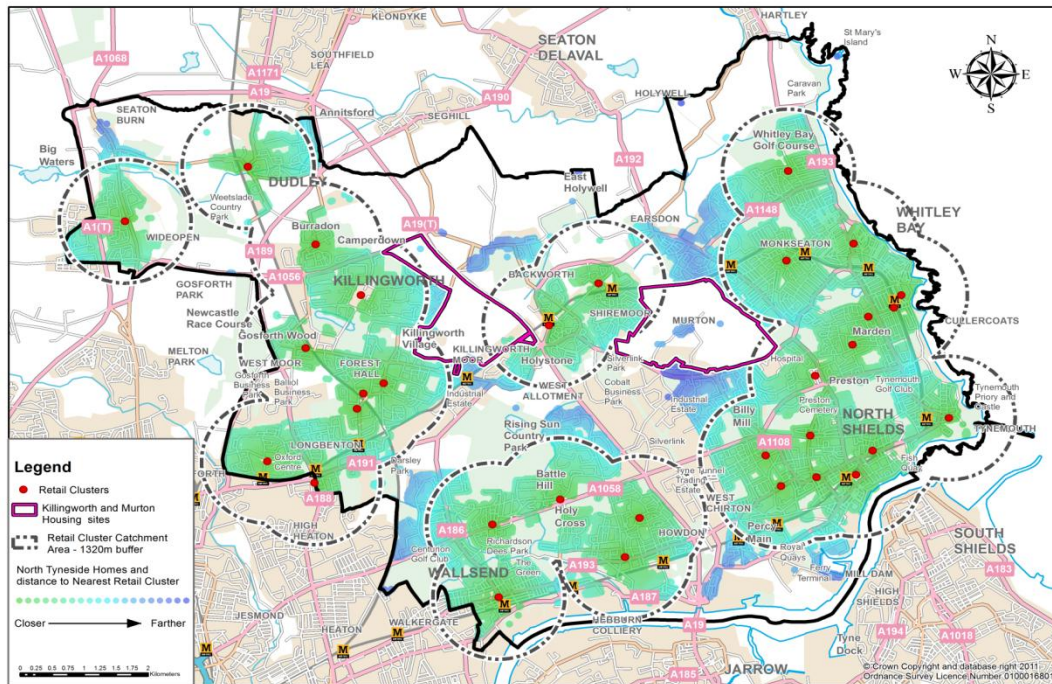 KLONDYKE
HARTLEY
St Mary's
Island
A1068
A1171
SOUTHFIELD
LEA
SEATON
DELAVAL
N
W
E
S
A19
A190
HOLYWELL
Caravan
Park
SEATON
BURN
Annitsford
SEGHILL
A192
Big
Waters
Whitley Bay
Golf Course
A193
DUDLEY
East
Holywell
Weetslade
Country
Park
A1(T)
WIDEOPEN
Burradon
A19(T)
Camperdown
EARSDON
A1148
WHITLEY
BAY
A189
MONKSEATON
A1056
KILLINGWORTH
BACKWORTH
GOSFORTH
PARK
Newcastle
Race Course
SHIREMOOR
MURTON
CULLERCOATS
Gosforth Wood
Killingworth
Village
Marden
MELTON
PARK
WEST MOOR
FOREST
HALL
KILLINGWORTH
MOOR
Holystone
Silverlink
Park
Hospital
Gosforth
Business
Park
Balliol
Business
Park
Industrial
Estate
WEST
ALLOTMENT
Cobalt
Business
Park
Industrial
Estate
Preston
Tynemouth
Golf Club
Tynemouth
Priory and
Castle
Preston
Cemetery
TYNEMOUTH
Rising Sun
Country
Park
Billy
Mill
NORTH
SHIELDS
LONGBENTON
Silverlink
A1108
Oxford
Centre
A191
Darsley
Park
Battle
Hill
Tyne Tunnel
Trading
Estate
Fish
Quay
A188
A1058
WEST
CHIRTON
HIGH
HEATON
A186
Holy
Cross
HOWDON
Percy
Main
Centurion
Golf Club
Richardson
Dees Park
The
Green
A193
Royal
Quays
SOUTH
SHIELDS
WALLSEND
Ferry
Terminal
MILL DAM
A183
A187
JESMOND
HEATON
WALKERGATE
HEBBURN
COLLIERY
A19
HIGH
SHIELDS
A194
A1018
Tyne
Dock
A185
JARROW
Legend
Retail Clusters
Killingworth and Murton
Housing sites
Retail Cluster Catchment
Area - 1320m buffer
North Tyneside Homes and
distance to Nearest Retail Cluster
Closer
Farther
0 0.25 0.5 0.75 1 1.25 1.5 1.75 2
Kilometers
© Crown Copyright and database right 2011
Ordnance Survey Licence Number 0100016801